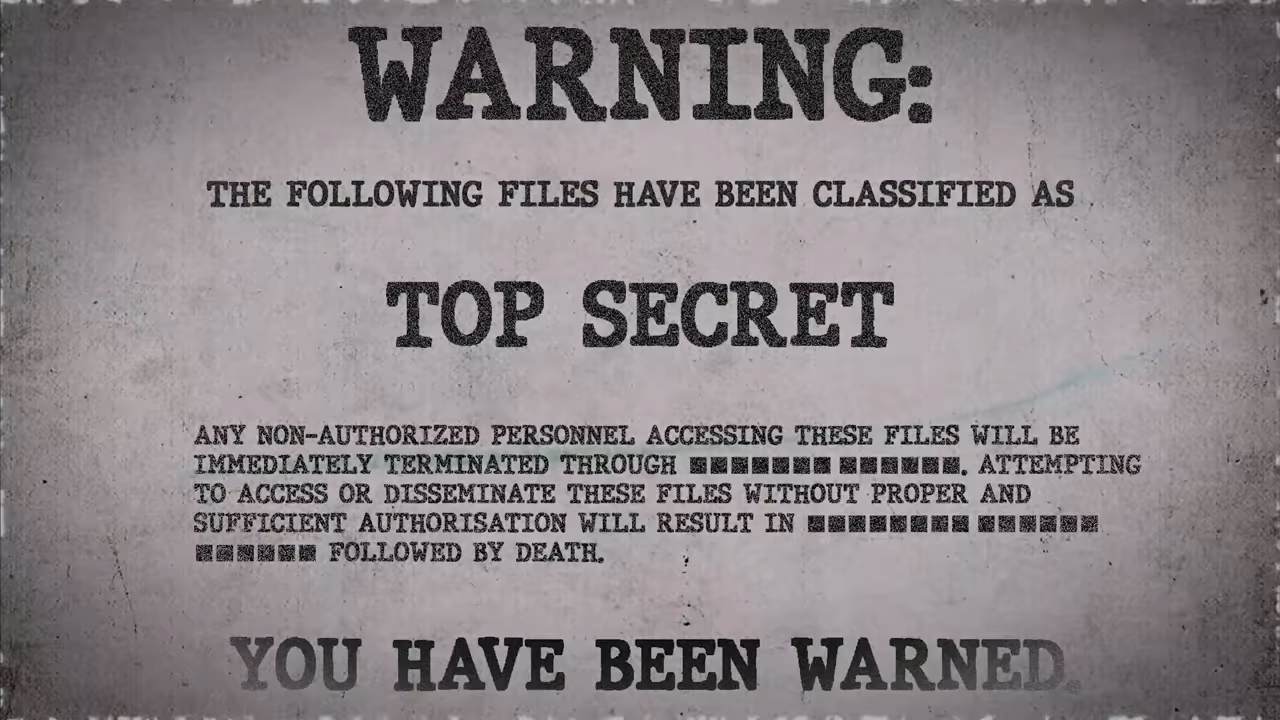 WARNING:
THE FOLLOWING FILES HAVE BEEN CLASSIFIED AS
TOP SECRET
ANY NON-AUTHORIZED PERSONNEL ACCESSING THESE FILES WILL BE
IMMEDIATELY TERMINATED THROUGH ■■■■■■■ ■■■■■■. ATTEMPTING
TO ACCESS OR DISSEMINATE THESE FILES WITHOUT PROPER AND
SUFFICIENT AUTHORISATION WILL RESULT IN ■■■■■■■■ ■■■■■■
■■■■■■ FOLLOWED BY DEATH.
YOU HAVE BEEN WARNED.